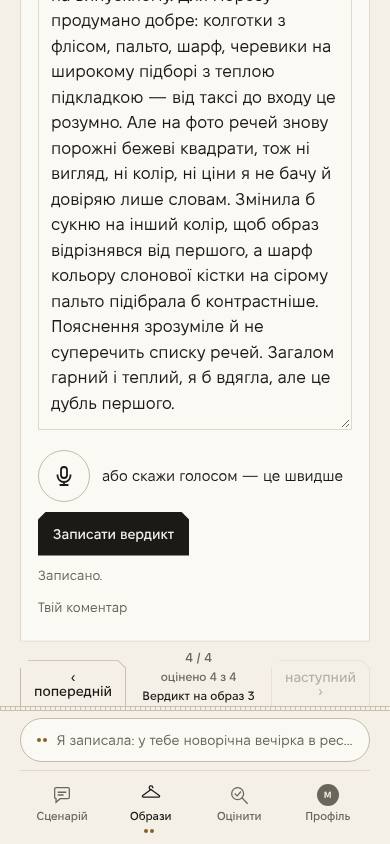 продумано добре: колготки з
флісом, пальто, шарф, черевики на
широкому підборі з теплою
підкладкою — від таксі до входу це
розумно. Але на фото речей знову
порожні бежеві квадрати, тож ні
вигляд, ні колір, ні ціни я не бачу й
довіряю лише словам. Змінила б
сукню на інший колір, щоб образ
відрізнявся від першого, а шарф
кольору слонової кістки на сірому
пальто підібрала б контрастніше.
Пояснення зрозуміле й не
суперечить списку речей. Загалом
гарний і теплий, я б вдягла, але це
дубль першого.
або скажи голосом — це швидше
Записати вердикт
Записано.
Твій коментар
4 / 4
‹
попередній
оцінено 4 з 4
Вердикт на образ 3
наступний
›
Я записала: у тебе новорічна вечірка в рес...
Сценарій
Образи
Оцінити
М
Профіль